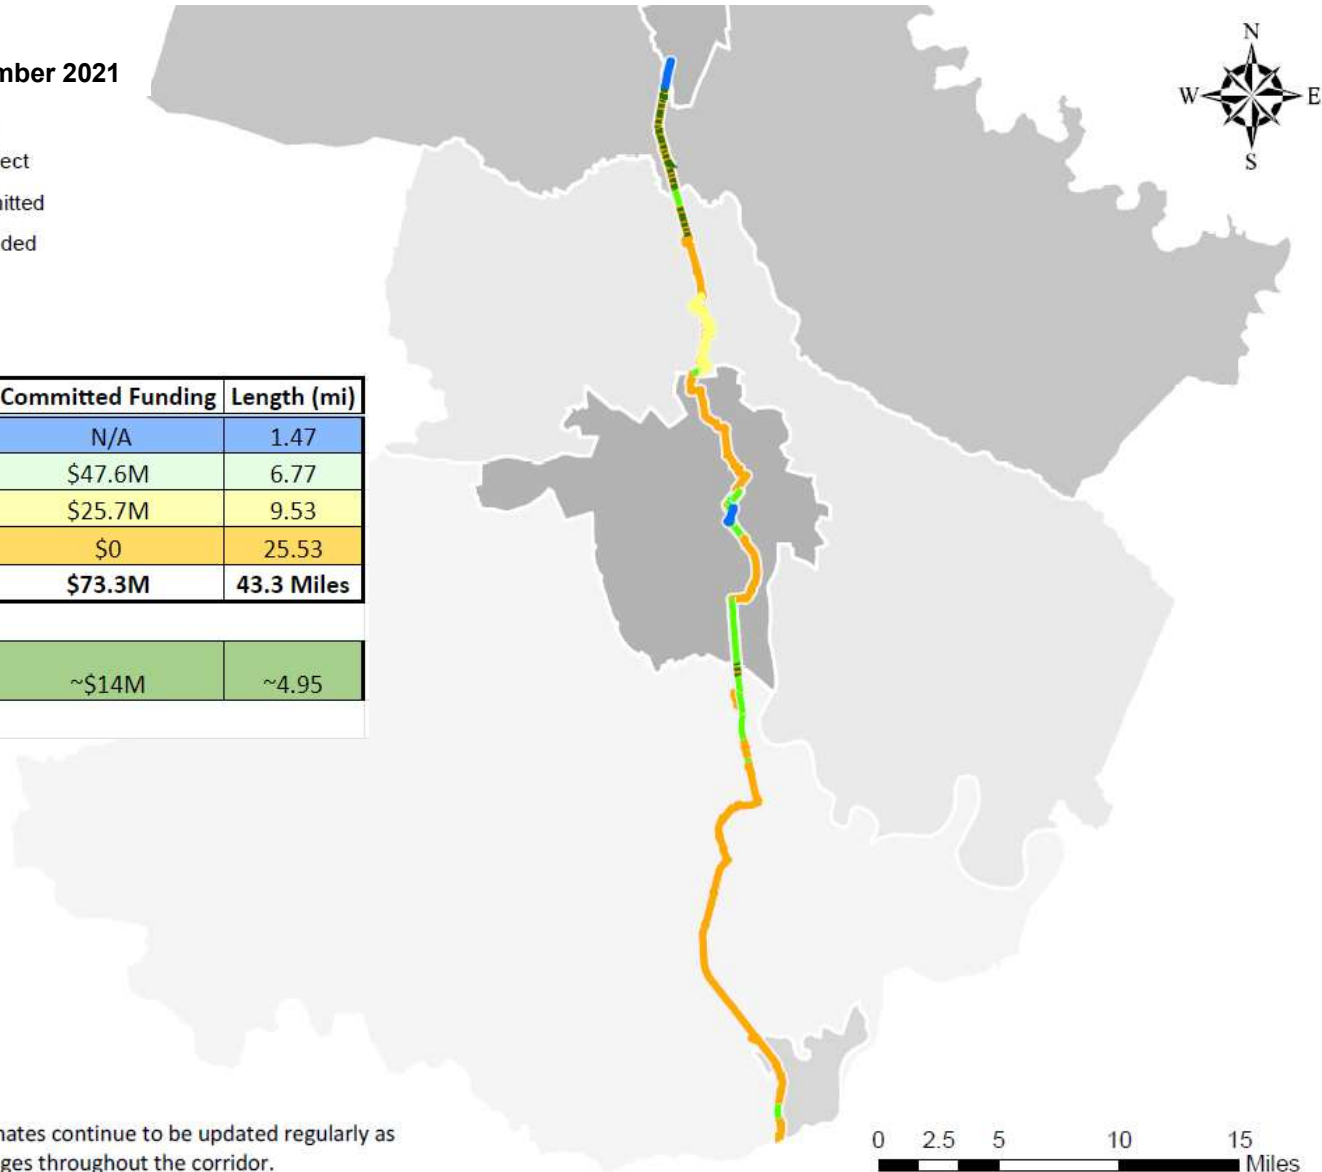 mber 2021
N
W E
S
ect
itted
ded
Committed Funding Length (mi)
N/A 1.47
$47.6M 6.77
$25.7M 9.53
$0 25.53
$73.3M 43.3 Miles
~$14M ~4.95
nates continue to be updated regularly as
ges throughout the corridor.
0 2.5 5 10 15
Miles